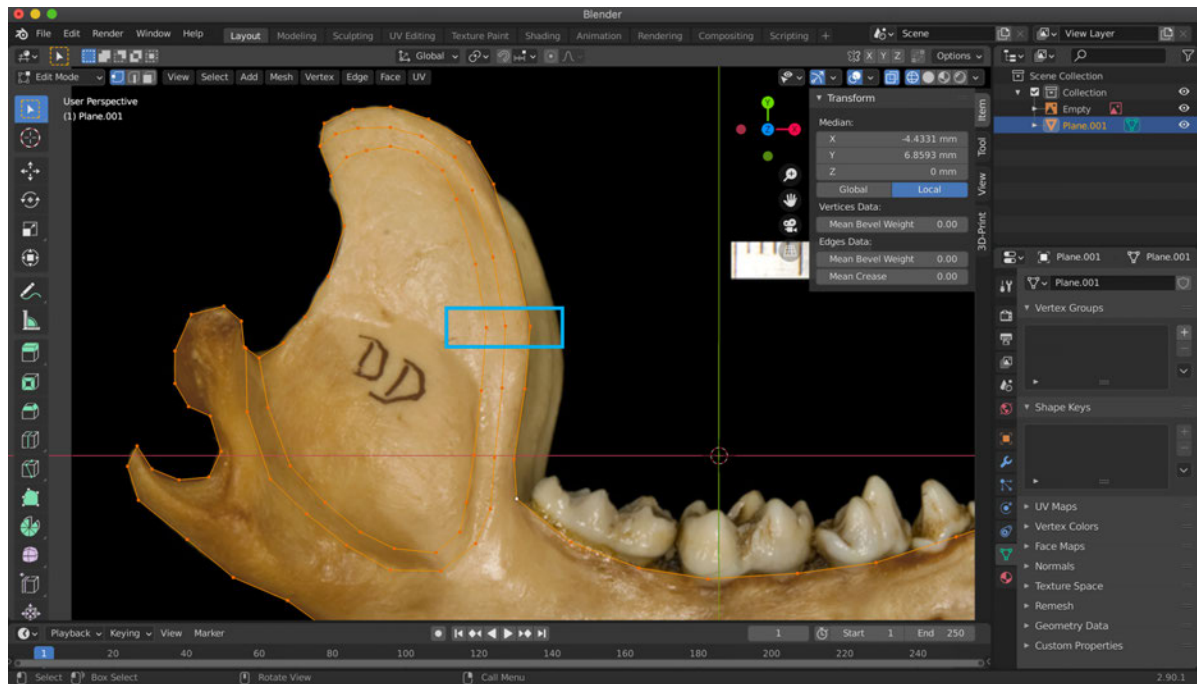 Blender
File Edit Render Window Help Layout Modeling Sculpting UV Editing Texture Paint Shading Animation Rendering Compositing Scripting + Scene View Layer
Global X Y Z Options
Edit Mode View Select Add Mesh Vertex Edge Face UV
User Perspective
(1) Plane.001
DD
Y
Z
X
Transform
Median:
X -4.4331 mm
Y 6.8593 mm
Z 0 mm
Global Local
Vertices Data:
Mean Bevel Weight 0.00
Edges Data:
Mean Bevel Weight 0.00
Mean Crease 0.00
Item
Tool
View
3D-Print
Scene Collection
Collection
Empty
Plane.001
Plane.001 Plane.001
Plane.001
Vertex Groups
Shape Keys
UV Maps
Vertex Colors
Face Maps
Normals
Texture Space
Remesh
Geometry Data
Custom Properties
Playback Keying View Marker 1 Start 1 End 250
1 20 40 60 80 100 120 140 160 180 200 220 240
Select Box Select Rotate View Call Menu 2.90.1